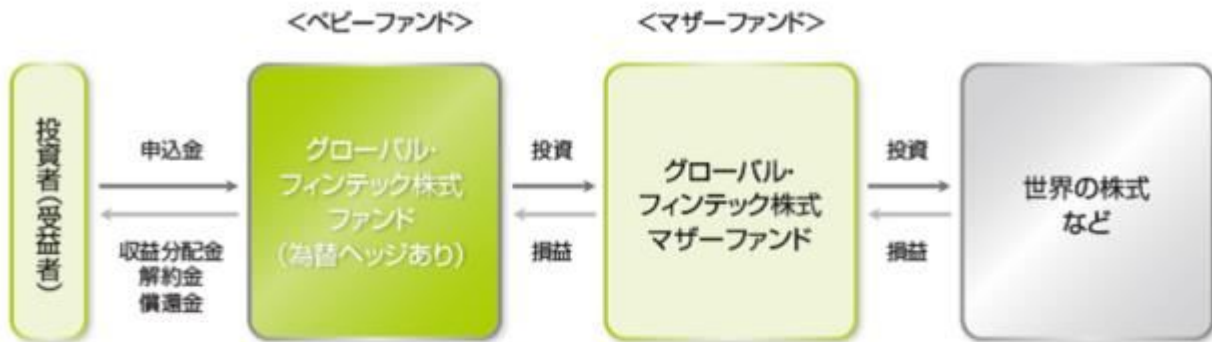 <ベビーファンド>
<マザーファンド>
投資者(受益者)
申込金
収益分配金
解約金
償還金
グローバル・
フィンテック株式
ファンド
(為替ヘッジあり)
投資
損益
グローバル・
フィンテック株式
マザーファンド
投資
損益
世界の株式
など